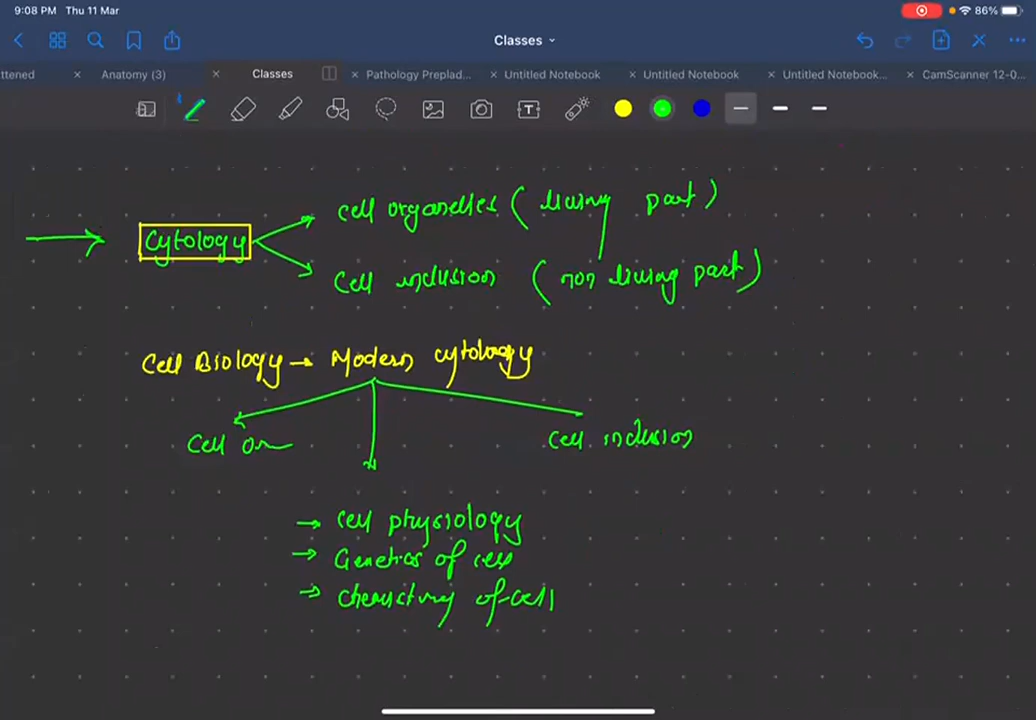 9:08 PM Thu 11 Mar
86%
Classes
ttened
Anatomy (3)
Classes
Pathology Preplad...
Untitled Notebook
Untitled Notebook
Untitled Notebook...
CamScanner 12-0...
cell organelles ( living part )
Cytology
Cell inclusion ( non living part )
Cell Biology → Modern cytology
Cell or
Cell inclusion
→ cell physiology
→ Genetics of cell
→ chemistry of cell